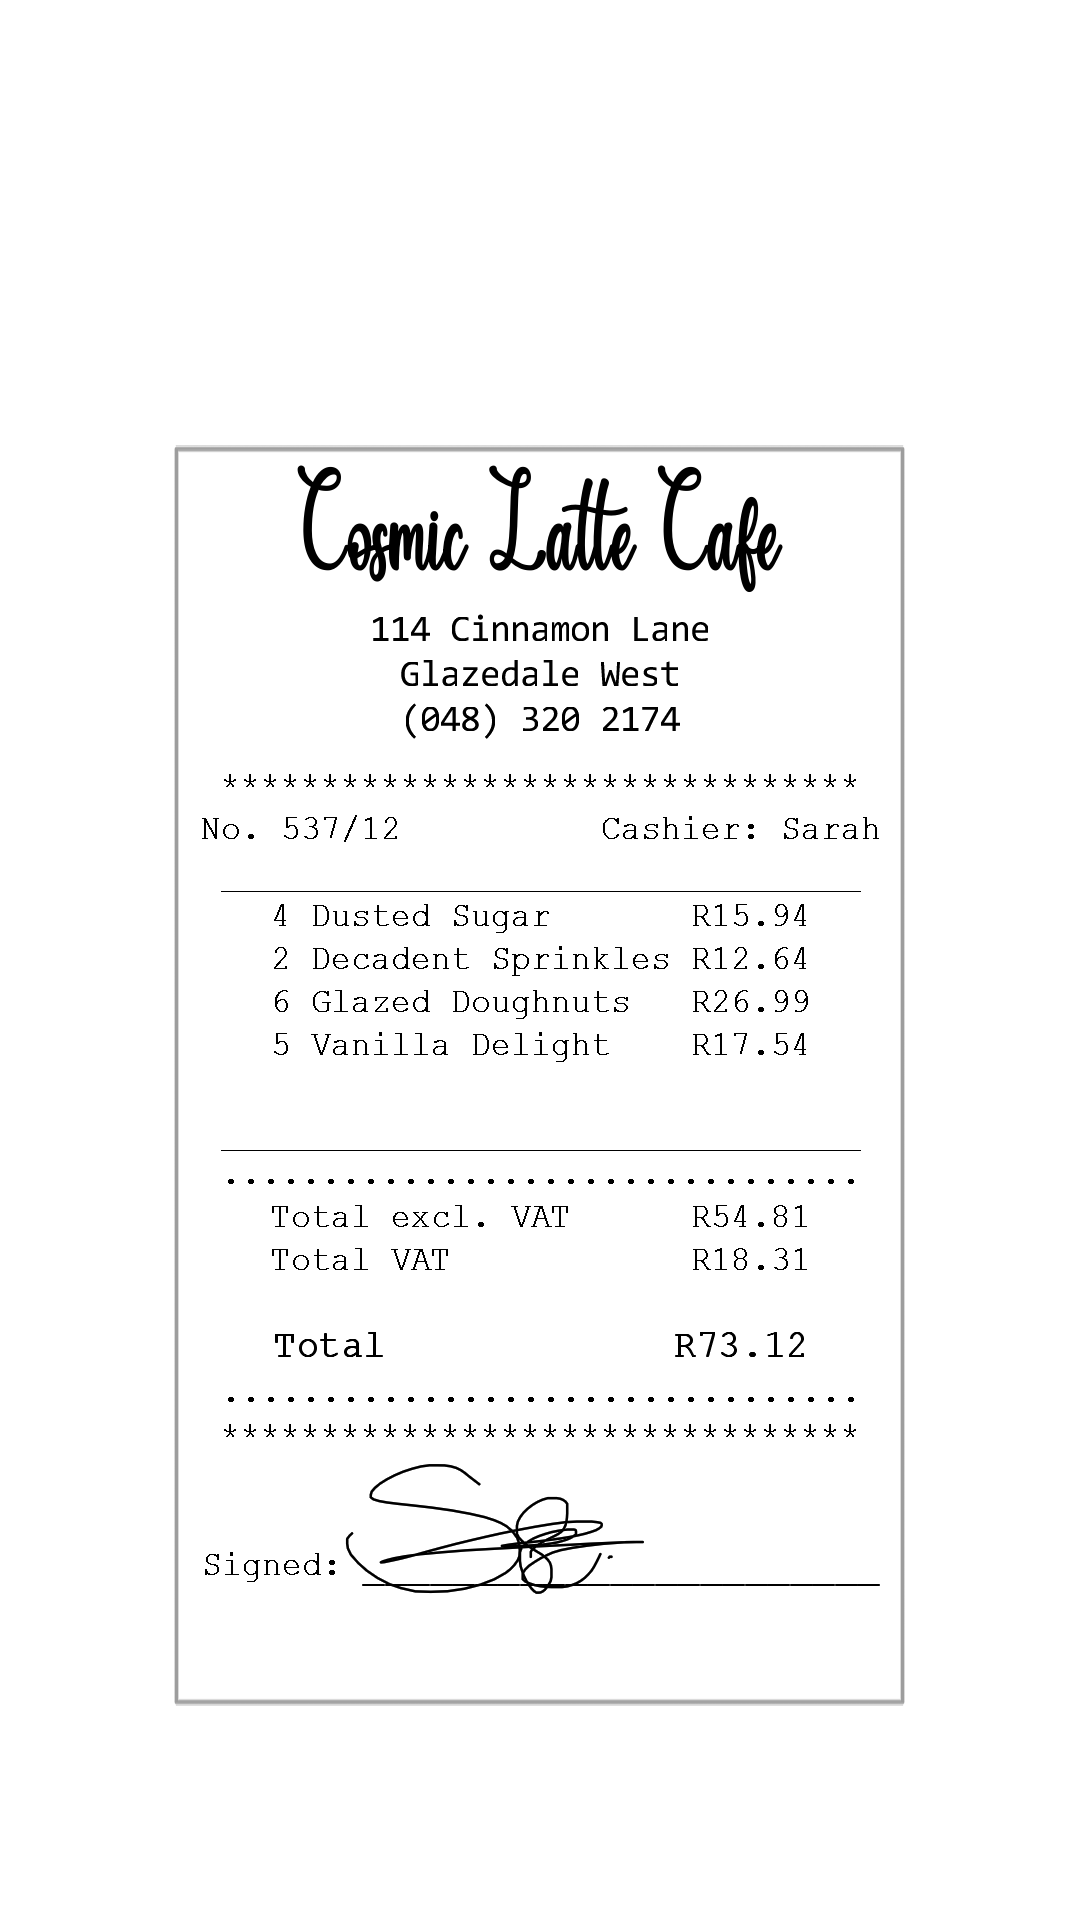 Cosmic Latte Cafe
114 Cinnamon Lane
Glazedale West
(048) 320 2174
********************************
No. 537/12 Cashier: Sarah
4 Dusted Sugar R15.94
2 Decadent Sprinkles R12.64
6 Glazed Doughnuts R26.99
5 Vanilla Delight R17.54
................................
Total excl. VAT R54.81
Total VAT R18.31
Total R73.12
................................
********************************
Signed: